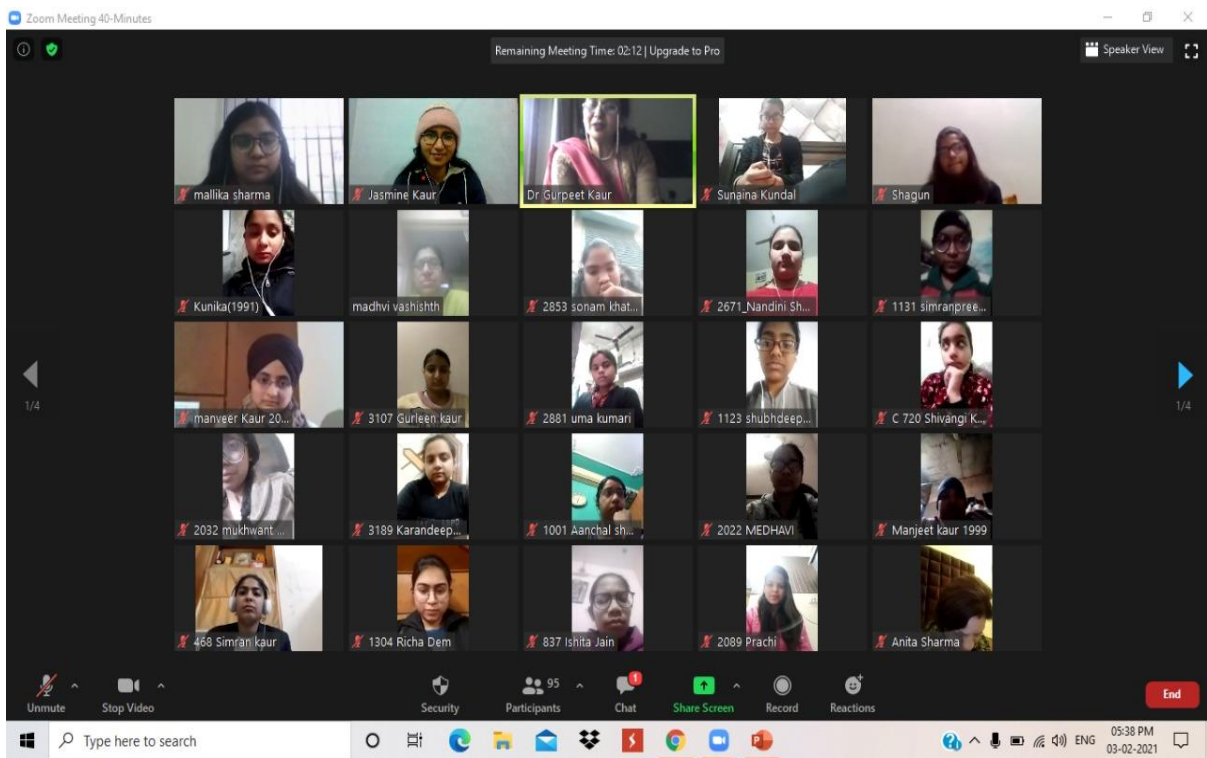 Zoom Meeting 40-Minutes
Remaining Meeting Time: 02:12 | Upgrade to Pro
Speaker View
mallika sharma
Jasmine Kaur
Dr Gurpeet Kaur
Sunaina Kundal
Shagun
Kunika(1991)
madhvi vashishth
2853 sonam khat...
2671_Nandini Sh...
1131 simranpree...
manveer Kaur 20...
3107 Gurleen kaur
2881 uma kumari
1123 shubhdeep...
C 720 Shivangi K...
1/4
1/4
2032 mukhwant ...
3189 Karandeep...
1001 Aanchal sh...
2022 MEDHAVI
Manjeet kaur 1999
468 Simran kaur
1304 Richa Dem
837 Ishita Jain
2089 Prachi
Anita Sharma
95
1
Unmute
Stop Video
Security
Participants
Chat
Share Screen
Record
Reactions
End
Type here to search
ENG
05:38 PM
03-02-2021